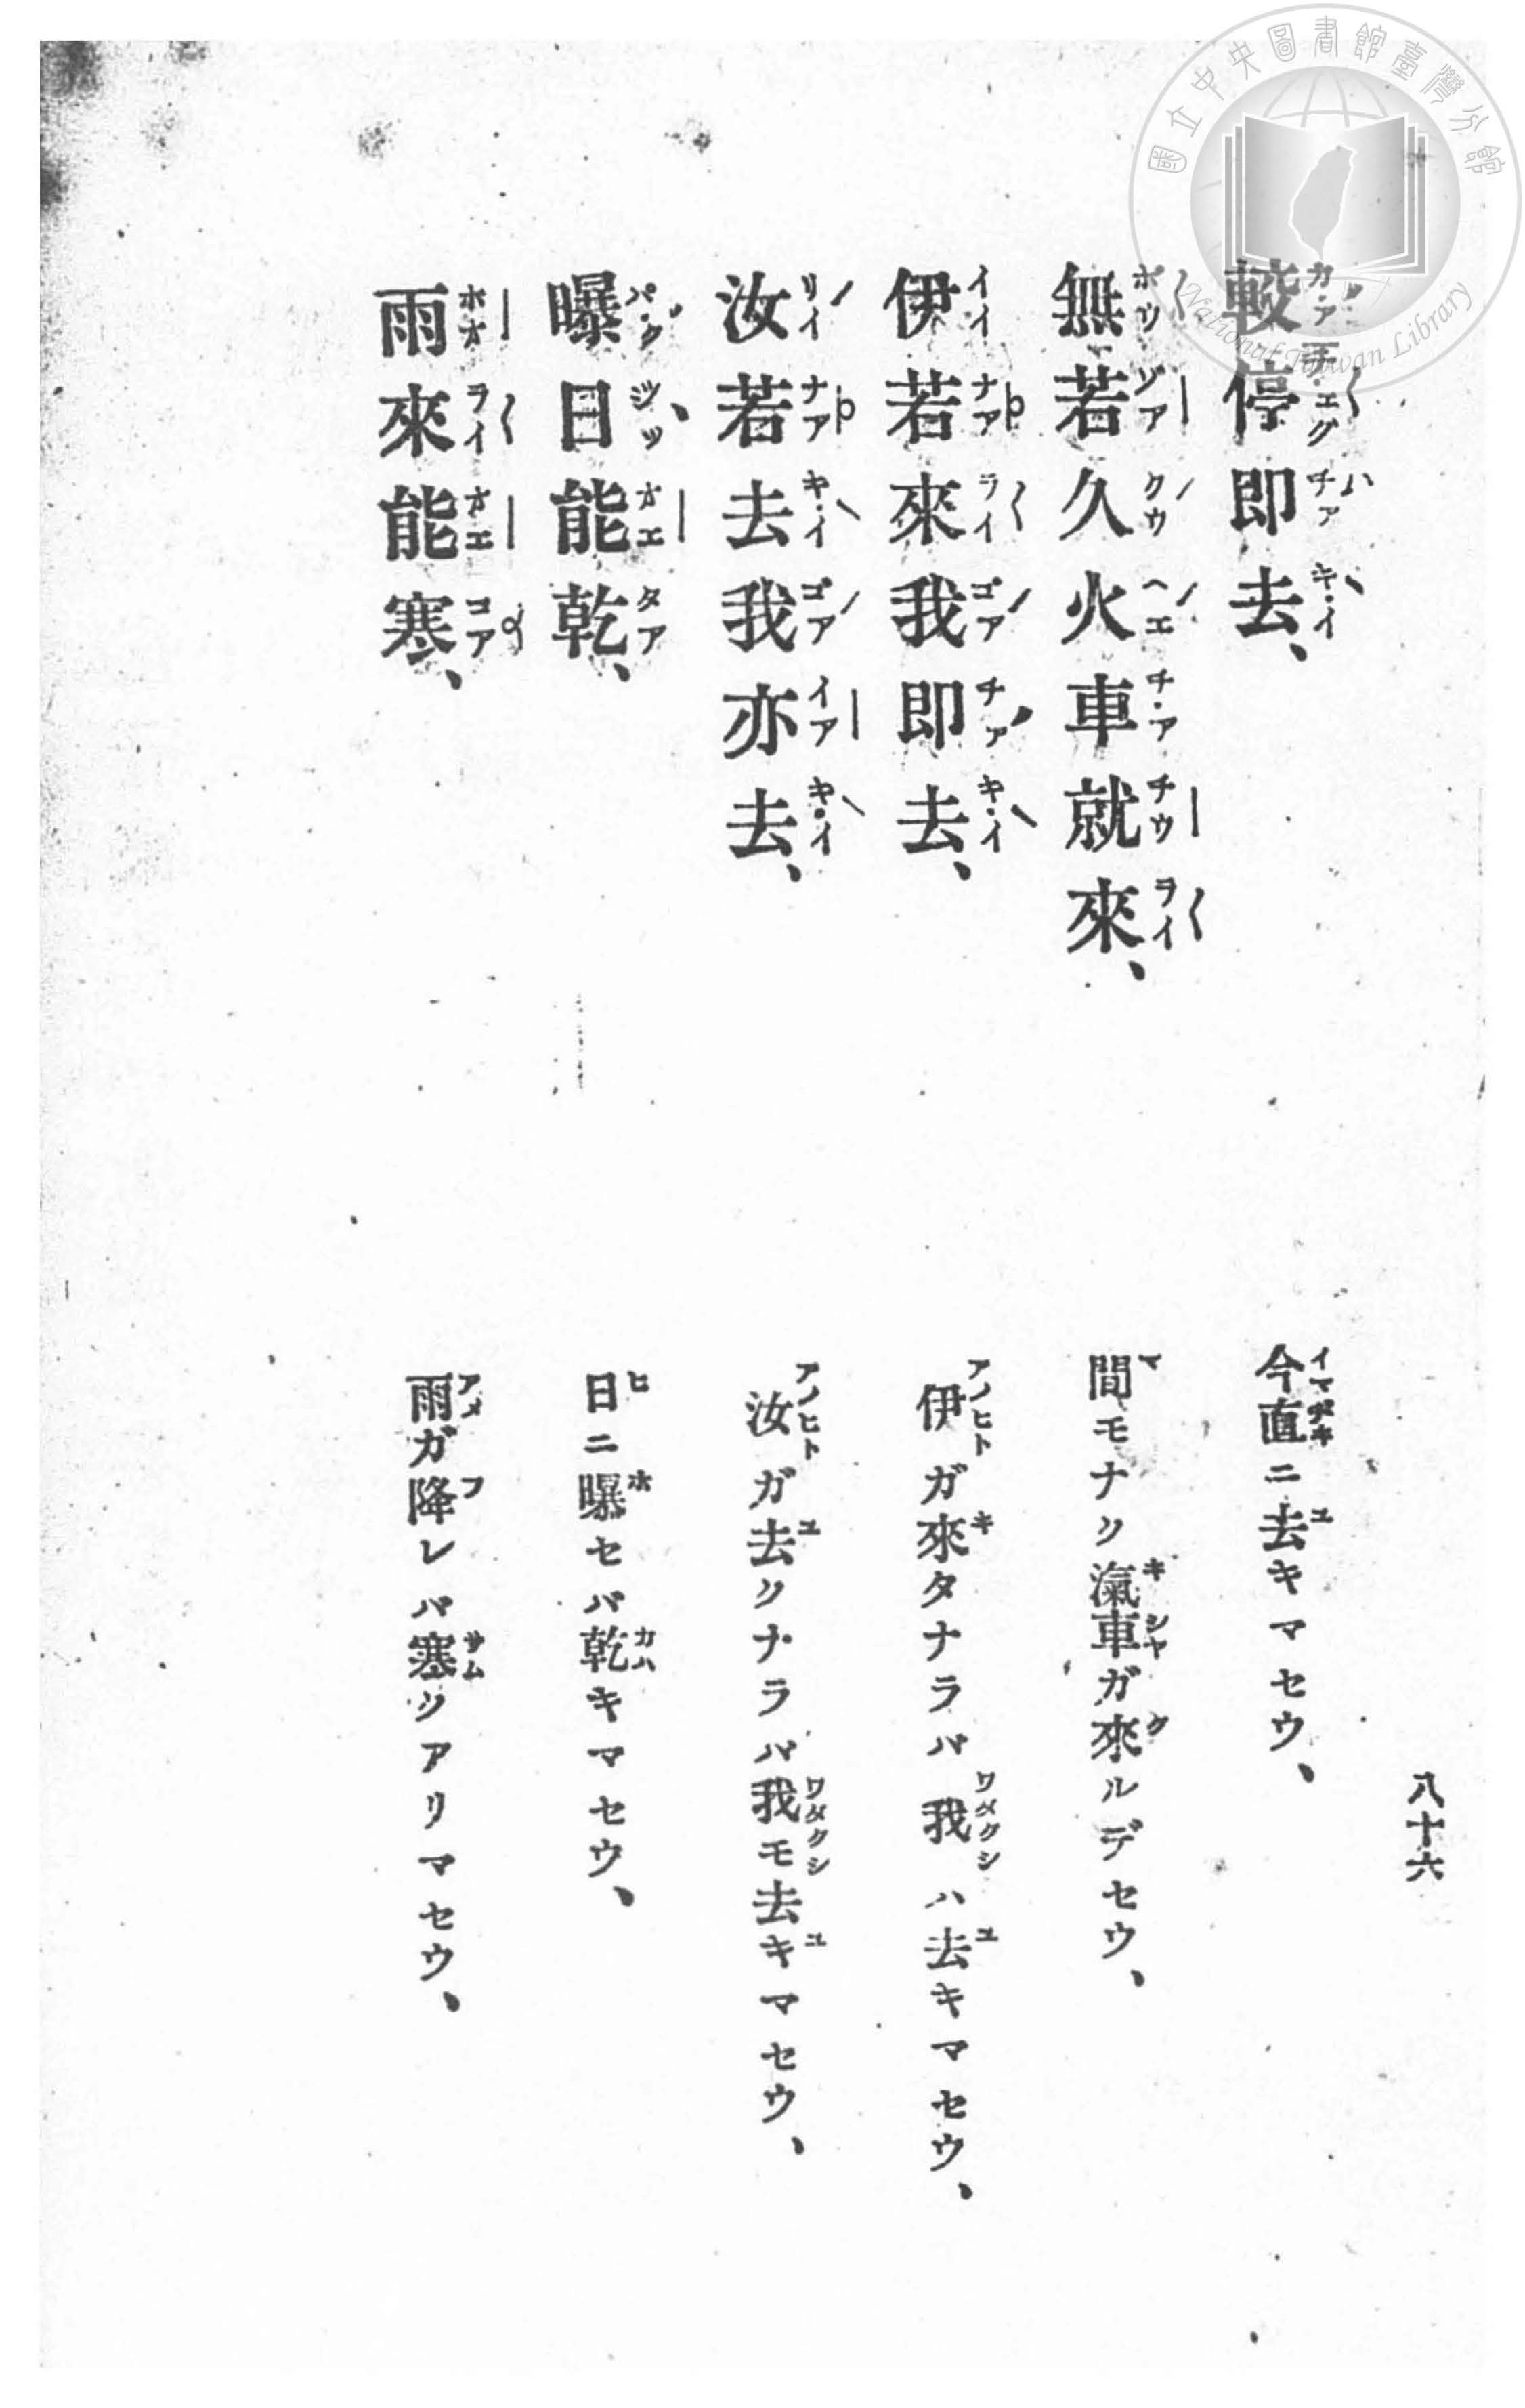 國立中央圖書館臺灣分館
National Taiwan Library
八十六
較停即去、
今直ニ去キマセウ、
無若久火車就來、
間モナク滊車ガ來ルデセウ、
伊若來我即去、
伊ガ來タナラバ我ハ去キマセウ、
汝若去我亦去、
汝ガ去クナラバ我モ去キマセウ、
曝日能乾、
日ニ曝セバ乾キマセウ、
雨來能寒、
雨ガ降レバ寒クアリマセウ、